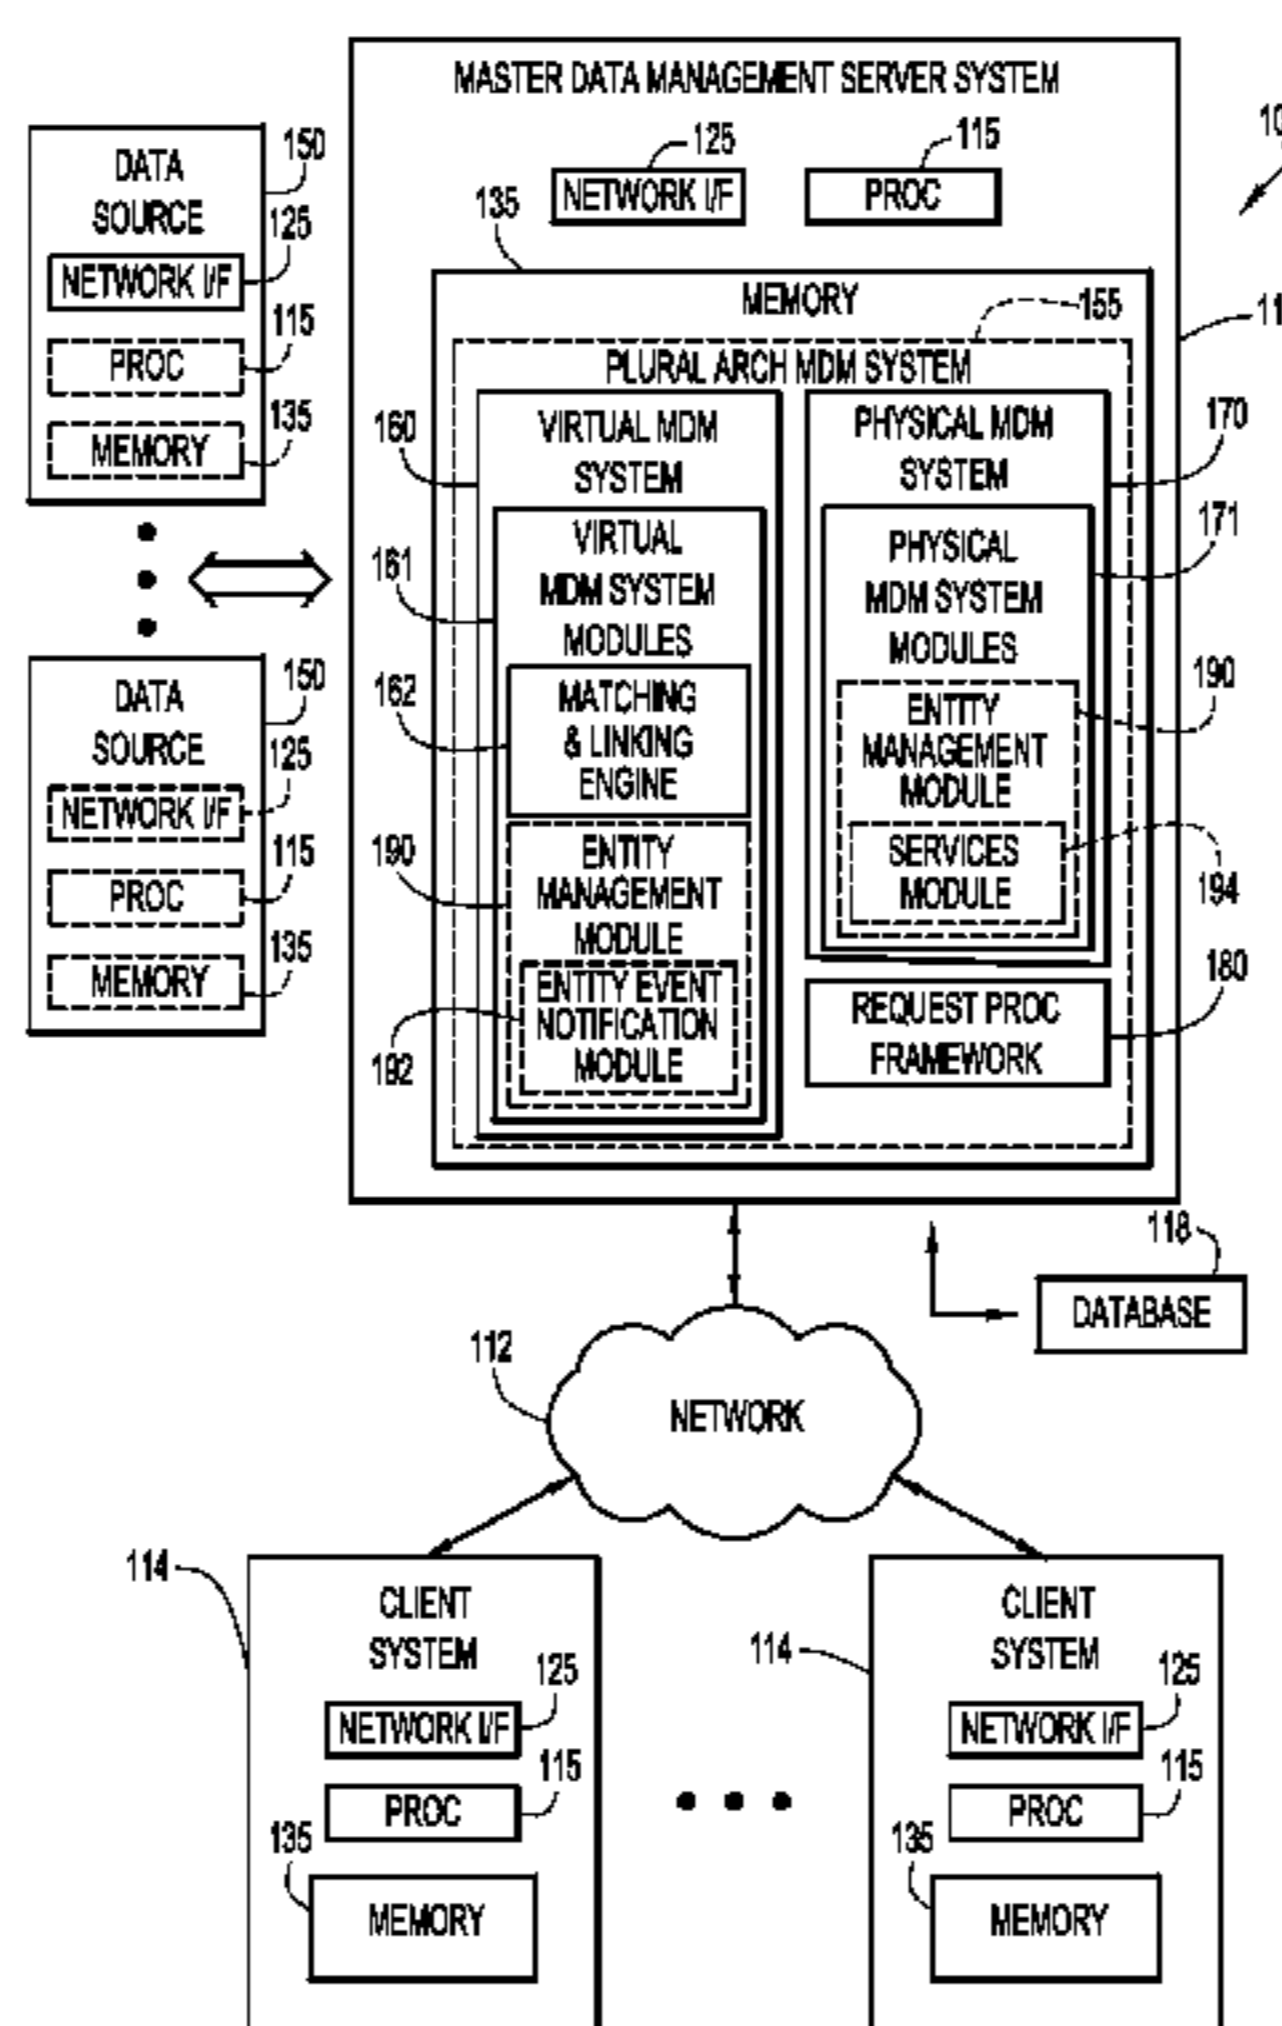 MASTER DATA MANAGEMENT SERVER SYSTEM
125
NETWORK I/F
115
PROC
135
MEMORY
155
PLURAL ARCH MDM SYSTEM
160
VIRTUAL MDM
SYSTEM
161
VIRTUAL
MDM SYSTEM
MODULES
162
MATCHING
& LINKING
ENGINE
190
ENTITY
MANAGEMENT
MODULE
192
ENTITY EVENT
NOTIFICATION
MODULE
PHYSICAL MDM
SYSTEM
170
PHYSICAL
MDM SYSTEM
MODULES
171
ENTITY
MANAGEMENT
MODULE
190
SERVICES
MODULE
194
REQUEST PROC
FRAMEWORK
180
DATA
SOURCE
150
NETWORK I/F
125
PROC
115
MEMORY
135
DATA
SOURCE
150
NETWORK I/F
125
PROC
115
MEMORY
135
118
DATABASE
112
NETWORK
114
CLIENT
SYSTEM
125
NETWORK I/F
115
PROC
135
MEMORY
114
CLIENT
SYSTEM
125
NETWORK I/F
115
PROC
135
MEMORY